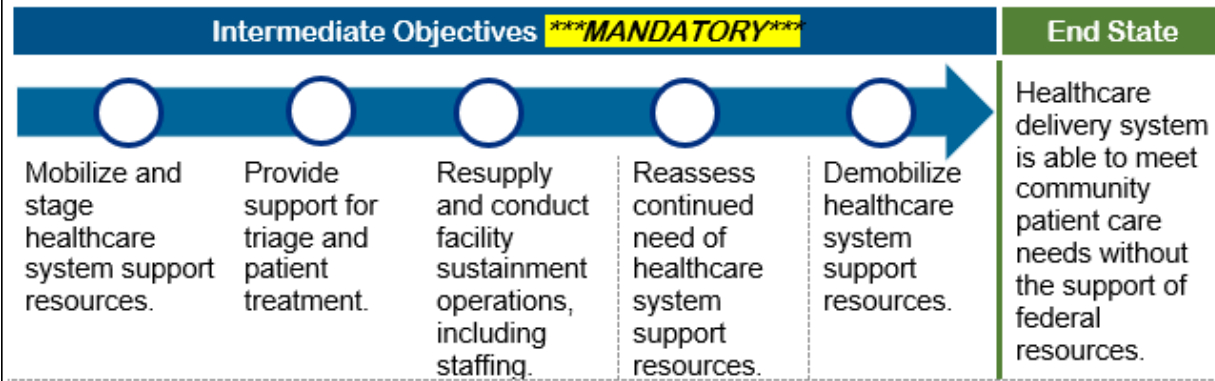 Intermediate Objectives ***MANDATORY***
End State
Mobilize and
stage
healthcare
system support
resources.
Provide
support for
triage and
patient
treatment.
Resupply
and conduct
facility
sustainment
operations,
including
staffing.
Reassess
continued
need of
healthcare
system
support
resources.
Demobilize
healthcare
system
support
resources.
Healthcare
delivery system
is able to meet
community
patient care
needs without
the support of
federal
resources.